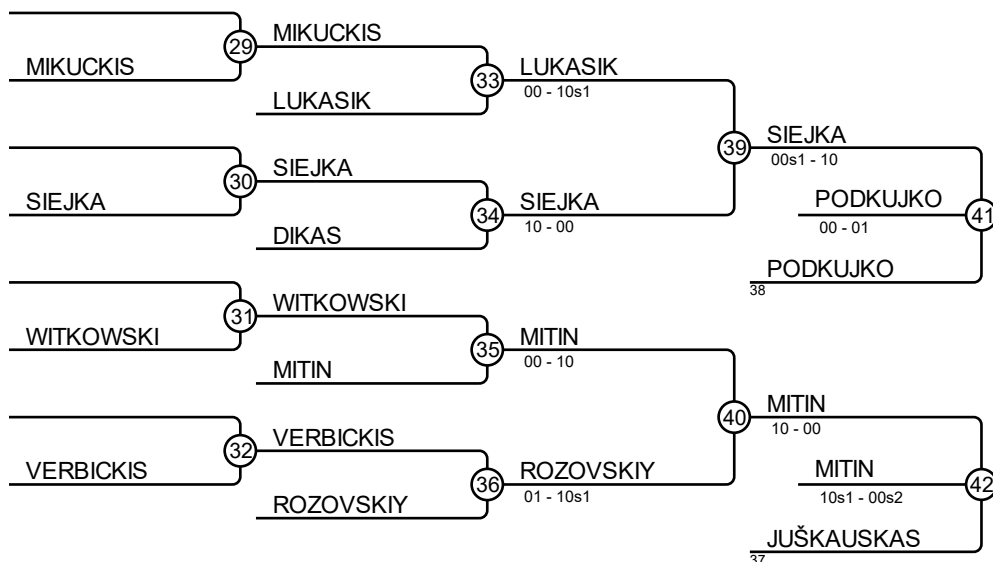 MIKUCKIS
29
MIKUCKIS
LUKASIK
33
LUKASIK
00 - 10s1
SIEJKA
30
SIEJKA
DIKAS
34
SIEJKA
10 - 00
39
SIEJKA
00s1 - 10
PODKUJKO
00 - 01
41
PODKUJKO
38
WITKOWSKI
31
WITKOWSKI
MITIN
35
MITIN
00 - 10
VERBICKIS
32
VERBICKIS
ROZOVSKIY
36
ROZOVSKIY
01 - 10s1
40
MITIN
10 - 00
MITIN
10s1 - 00s2
42
JUŠKAUSKAS
37